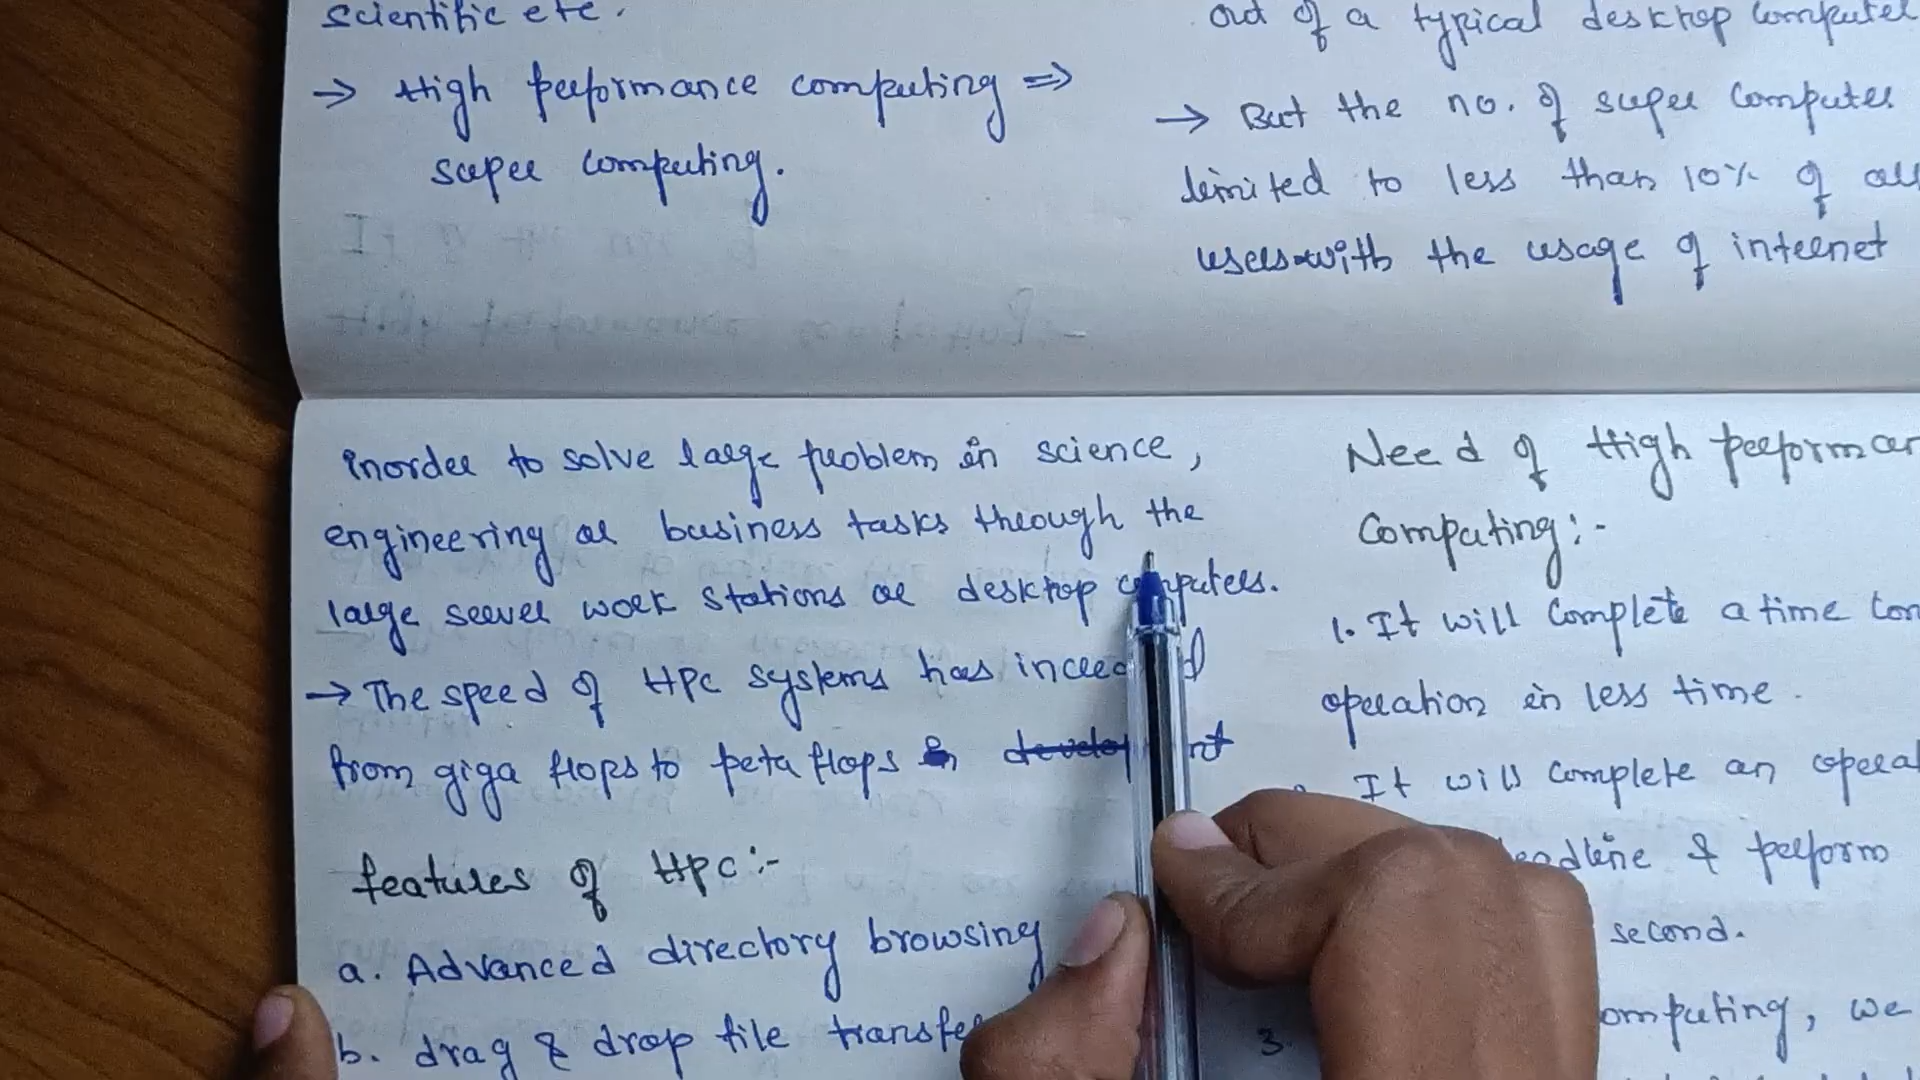 scientific etc.
→ High performance computing ⇒
super computing.
out of a typical desktop computer
→ But the no. of super computer
limited to less than 10% of all
users with the usage of internet
inorder to solve large problem in science,
engineering or business tasks through the
large server work stations or desktop computers.
→ The speed of HPC systems has increased
from giga flops to peta flops
features of HPC:-
a. Advanced directory browsing
b. drag & drop file transfer
Need of High performan
Computing:-
1. It will complete a time con
operation in less time.
It will complete an operat
deadline & perform
second.
3.
omputing, we